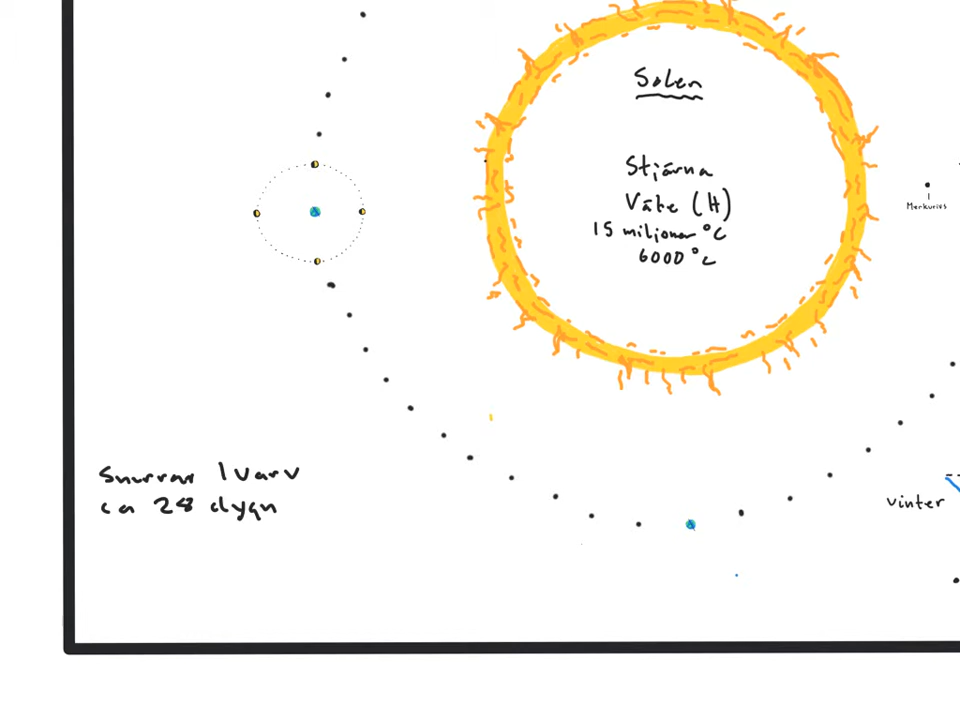 Solen
Stjärna
Väte (H)
15 miljoner °C
6000 °C
Merkurius
Snurrar 1 varv
ca 28 dygn
vinter